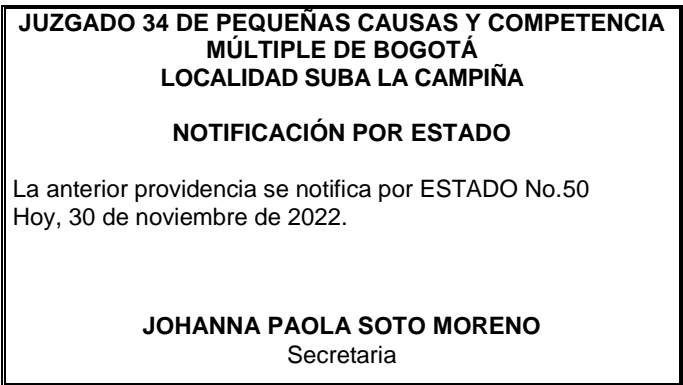 JUZGADO 34 DE PEQUEÑAS CAUSAS Y COMPETENCIA
MÚLTIPLE DE BOGOTÁ
LOCALIDAD SUBA LA CAMPIÑA
NOTIFICACIÓN POR ESTADO
La anterior providencia se notifica por ESTADO No.50
Hoy, 30 de noviembre de 2022.
JOHANNA PAOLA SOTO MORENO
Secretaria